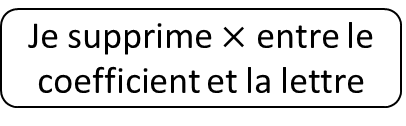 Je supprime × entre le
coefficient et la lettre